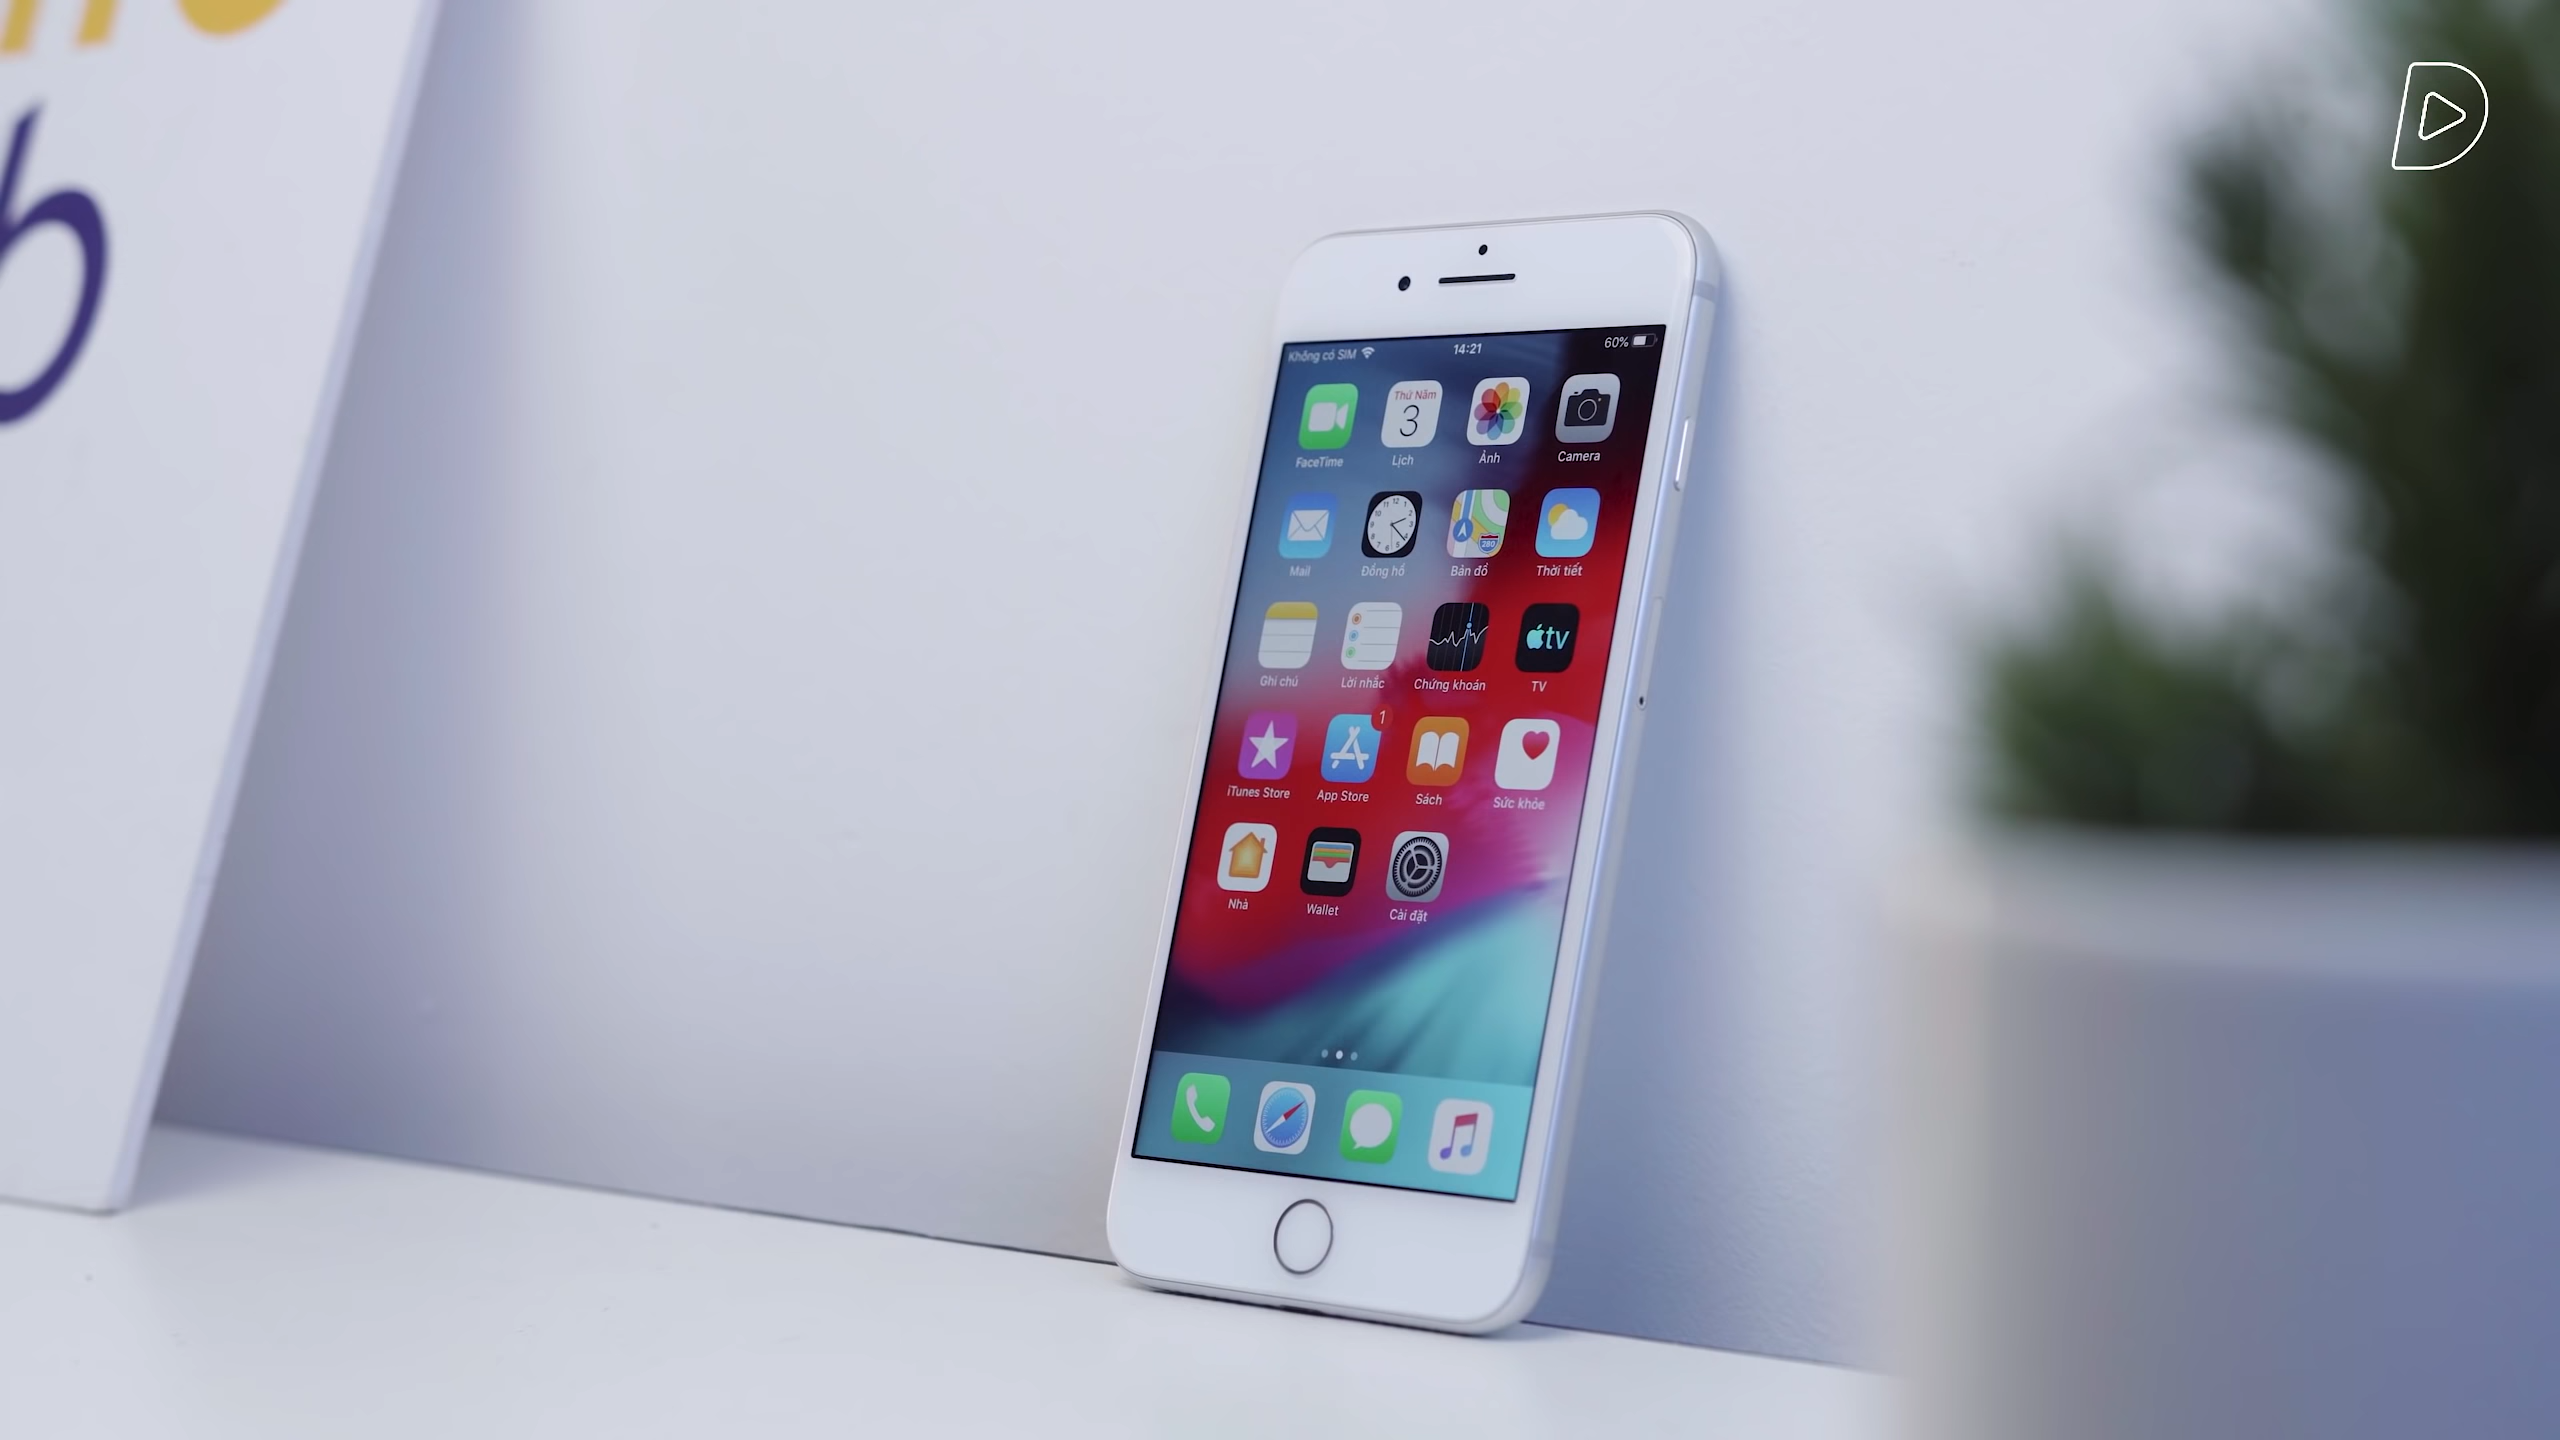 b
Không có SIM 14:21 60%
Thứ Năm
3
FaceTime Lịch Ảnh Camera
280
Mail Đồng hồ Bản đồ Thời tiết
tv
Ghi chú Lời nhắc Chứng khoán TV
1
iTunes Store App Store Sách Sức khỏe
Nhà Wallet Cài đặt